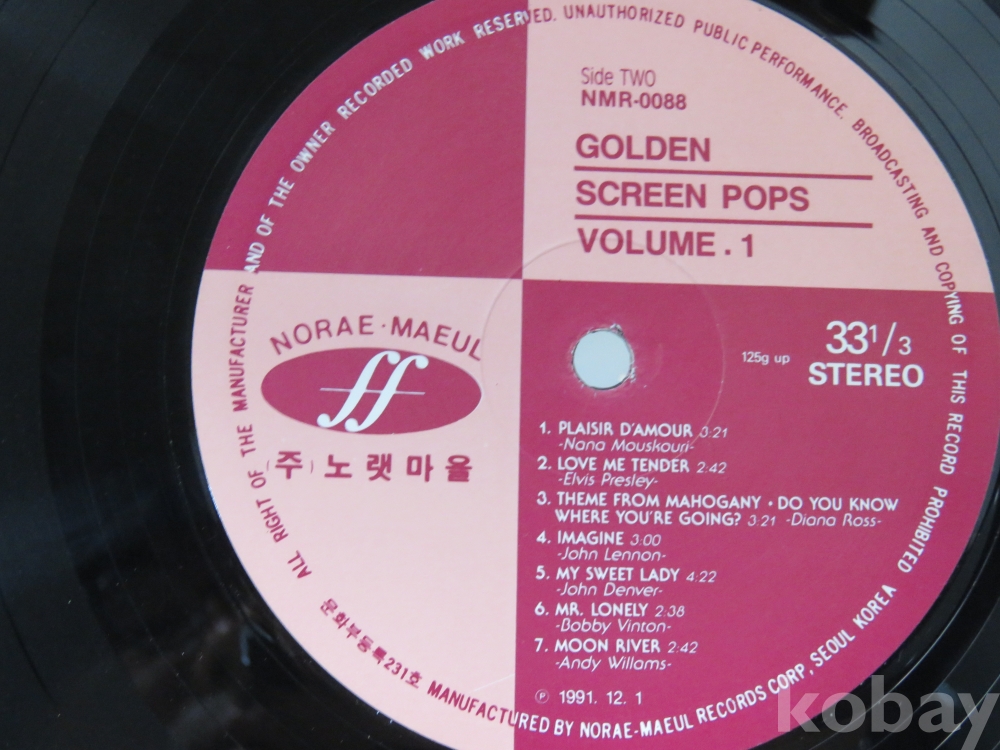 Side TWO
NMR-0088
GOLDEN
SCREEN POPS
VOLUME . 1
NORAE·MAEUL
ff
(주)노랫마을
125g up
33 1/3
STEREO
1. PLAISIR D'AMOUR 3:21
-Nana Mouskouri-
2. LOVE ME TENDER 2:42
-Elvis Presley-
3. THEME FROM MAHOGANY • DO YOU KNOW
WHERE YOU'RE GOING? 3:21 -Diana Ross-
4. IMAGINE 3:00
-John Lennon-
5. MY SWEET LADY 4:22
-John Denver-
6. MR. LONELY 2:38
-Bobby Vinton-
7. MOON RIVER 2:42
-Andy Willams-
℗ 1991. 12. 1
ALL RIGHT OF THE MANUFACTURER AND OF THE OWNER RECORDED WORK RESERVED. UNAUTHORIZED PUBLIC PERFORMANCE. BROADCASTING AND COPYING OF THIS RECORD PROHIBITED
문화부등록231호 MANUFACTURED BY NORAE-MAEUL RECORDS CORP, SEOUL KOREA
kobay